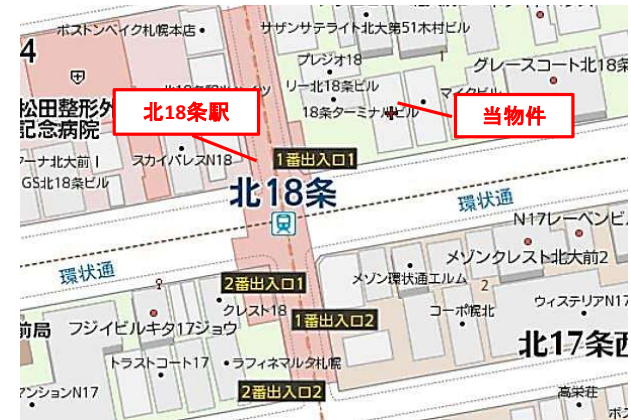 ボストンベイク札幌本店
サザンサテライト北大第51木村ビル
4
プレジオ18
グレースコート北18条
リー北18条ビル
マイクビル
松田整形外
記念病院
北18条駅
18条ターミナルビル
当物件
アーナ北大前Ⅰ
スカイパレスN18
1番出入口1
GS北18条ビル
北18条
環状通
N17レーベンビル
メゾンクレスト北大前2
環状通
2番出入口1
メゾン環状通エルム
2
クレスト18
1番出入口2
コーポ幌北
ウィステリアN17
前局
フジイビルキタ17ジョウ
北17条西
トラストコート17
ラフィネマルタ札幌
アンションN17
2番出入口2
高栄荘